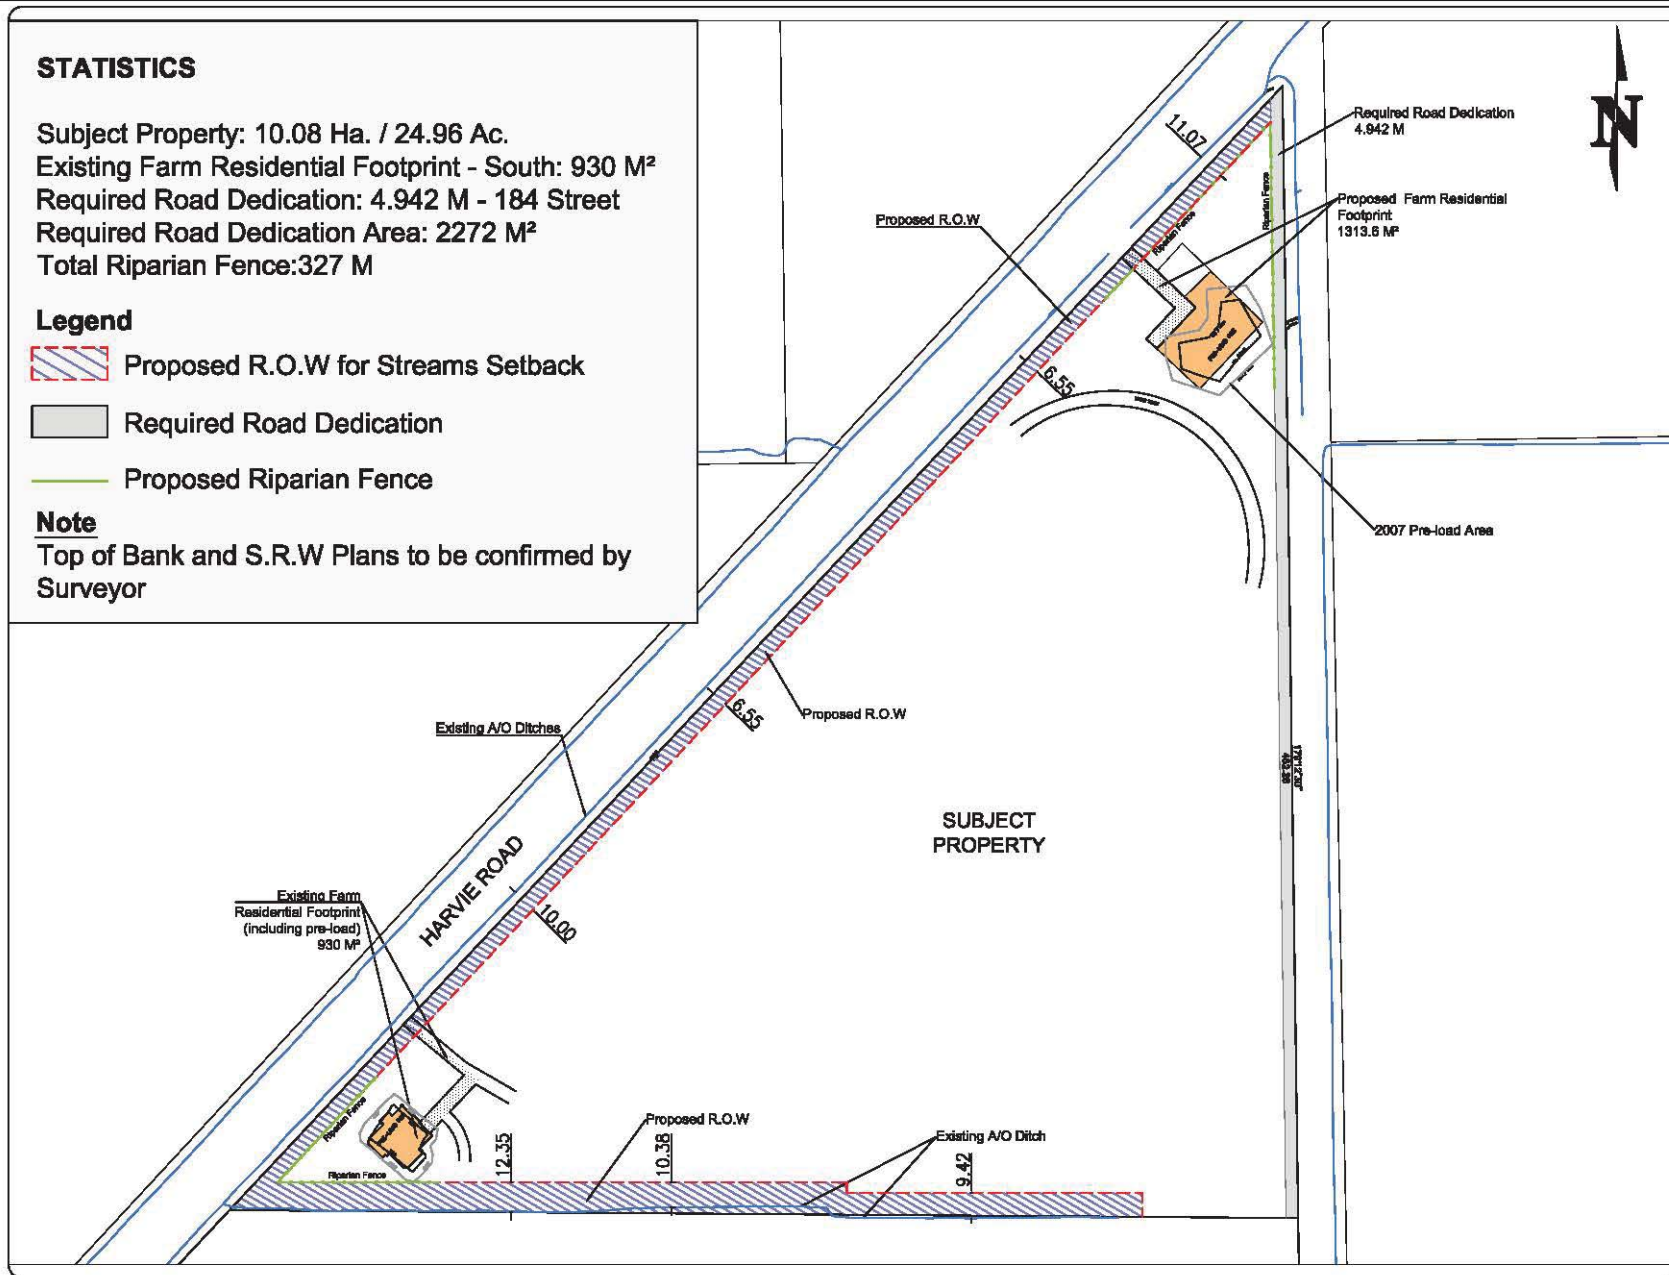 STATISTICS
Subject Property: 10.08 Ha. / 24.96 Ac.
Existing Farm Residential Footprint - South: 930 M²
Required Road Dedication: 4.942 M - 184 Street
Required Road Dedication Area: 2272 M²
Total Riparian Fence:327 M
Legend
Proposed R.O.W for Streams Setback
Required Road Dedication
Proposed Riparian Fence
Note
Top of Bank and S.R.W Plans to be confirmed by
Surveyor
N
11.07
Required Road Dedication
4.942 M
Proposed R.O.W
Riparian Fence
Riparian Fence
Proposed Farm Residential
Footprint
1313.6 M²
6.55
2007 Pre-load Area
6.55
Proposed R.O.W
Existing A/O Ditches
SUBJECT
PROPERTY
HARVIE ROAD
10.00
Existing Farm
Residential Footprint
(including pre-load)
930 M²
Riparian Fence
Riparian Fence
12.35
Proposed R.O.W
10.38
Existing A/O Ditch
9.42